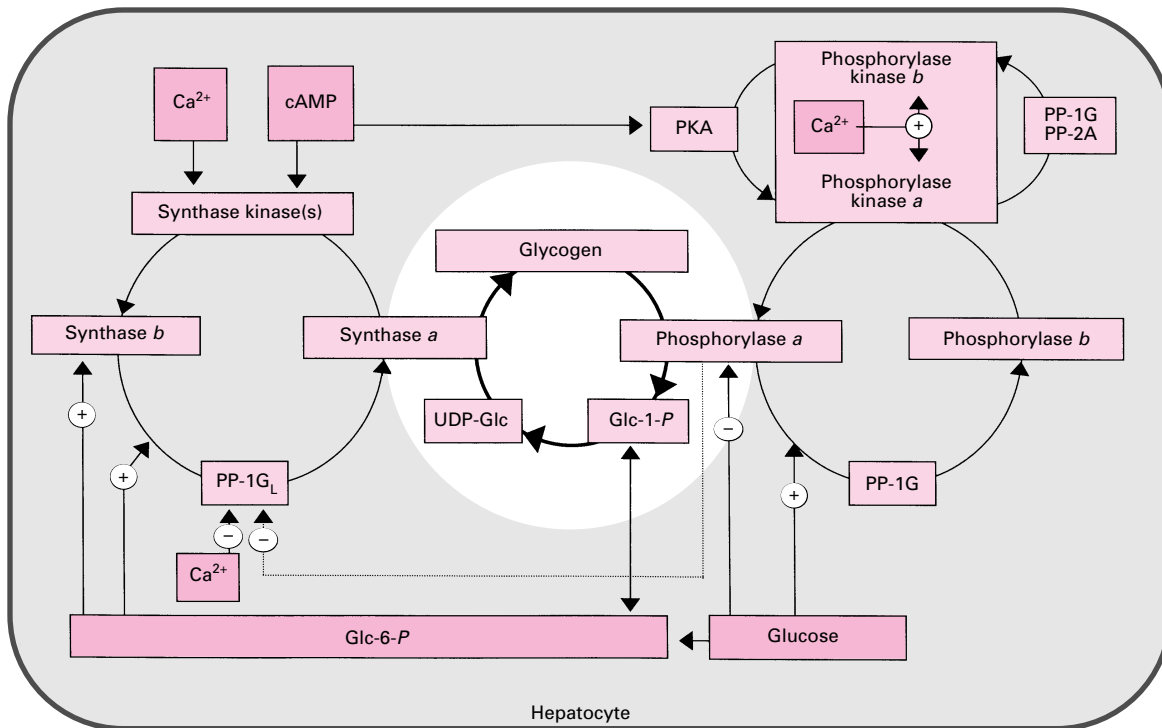 Ca²⁺
cAMP
PKA
Phosphorylase
kinase b
Ca²⁺
+
Phosphorylase
kinase a
PP-1G
PP-2A
Synthase kinase(s)
Glycogen
Synthase b
Synthase a
Phosphorylase a
Phosphorylase b
UDP-Glc
Glc-1-P
+
−
+
PP-1G_L
+
PP-1G
−
−
Ca²⁺
Glc-6-P
Glucose
Hepatocyte